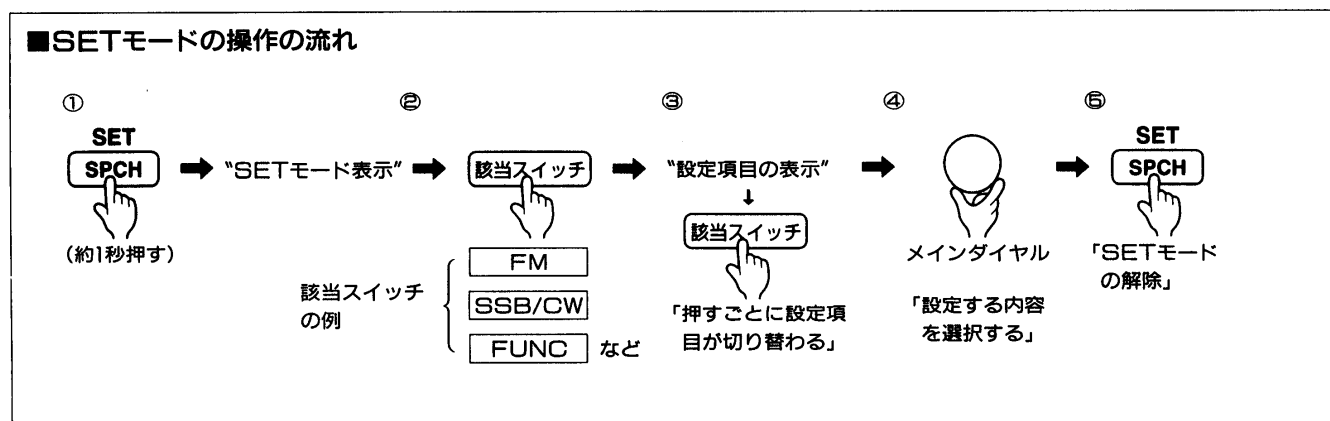 ■SETモードの操作の流れ
① ② ③ ④ ⑤
SET
SPCH
(約1秒押す)
"SETモード表示"
該当スイッチ
該当スイッチ
の例
FM
SSB/CW
FUNC など
"設定項目の表示"
該当スイッチ
「押すごとに設定項
目が切り替わる」
メインダイヤル
「設定する内容
を選択する」
SET
SPCH
「SETモード
の解除」